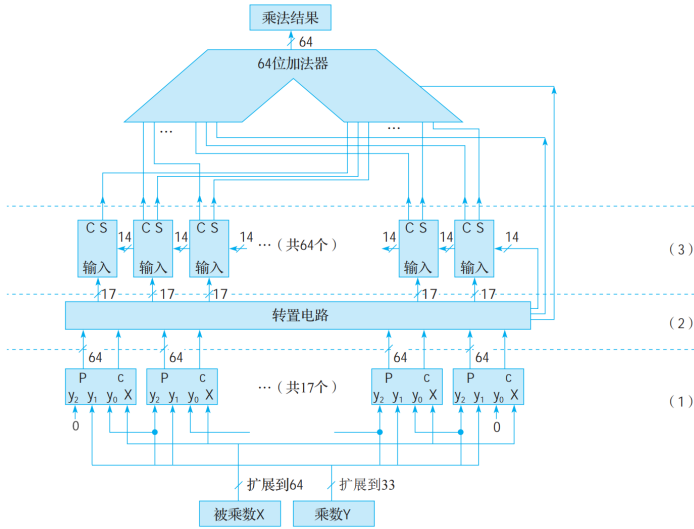 乘法结果
64
64位加法器
… …
C S C S C S C S C S
14 14 14 14 14 14
…（共64个）
（3）
输入 输入 输入 输入 输入
17 17 17 17 17
转置电路
（2）
64 64 64 64
P c P c P c P c
…（共17个）
y₂ y₁ y₀ X y₂ y₁ y₀ X y₂ y₁ y₀ X y₂ y₁ y₀ X
（1）
0 0
扩展到64 扩展到33
被乘数X 乘数Y